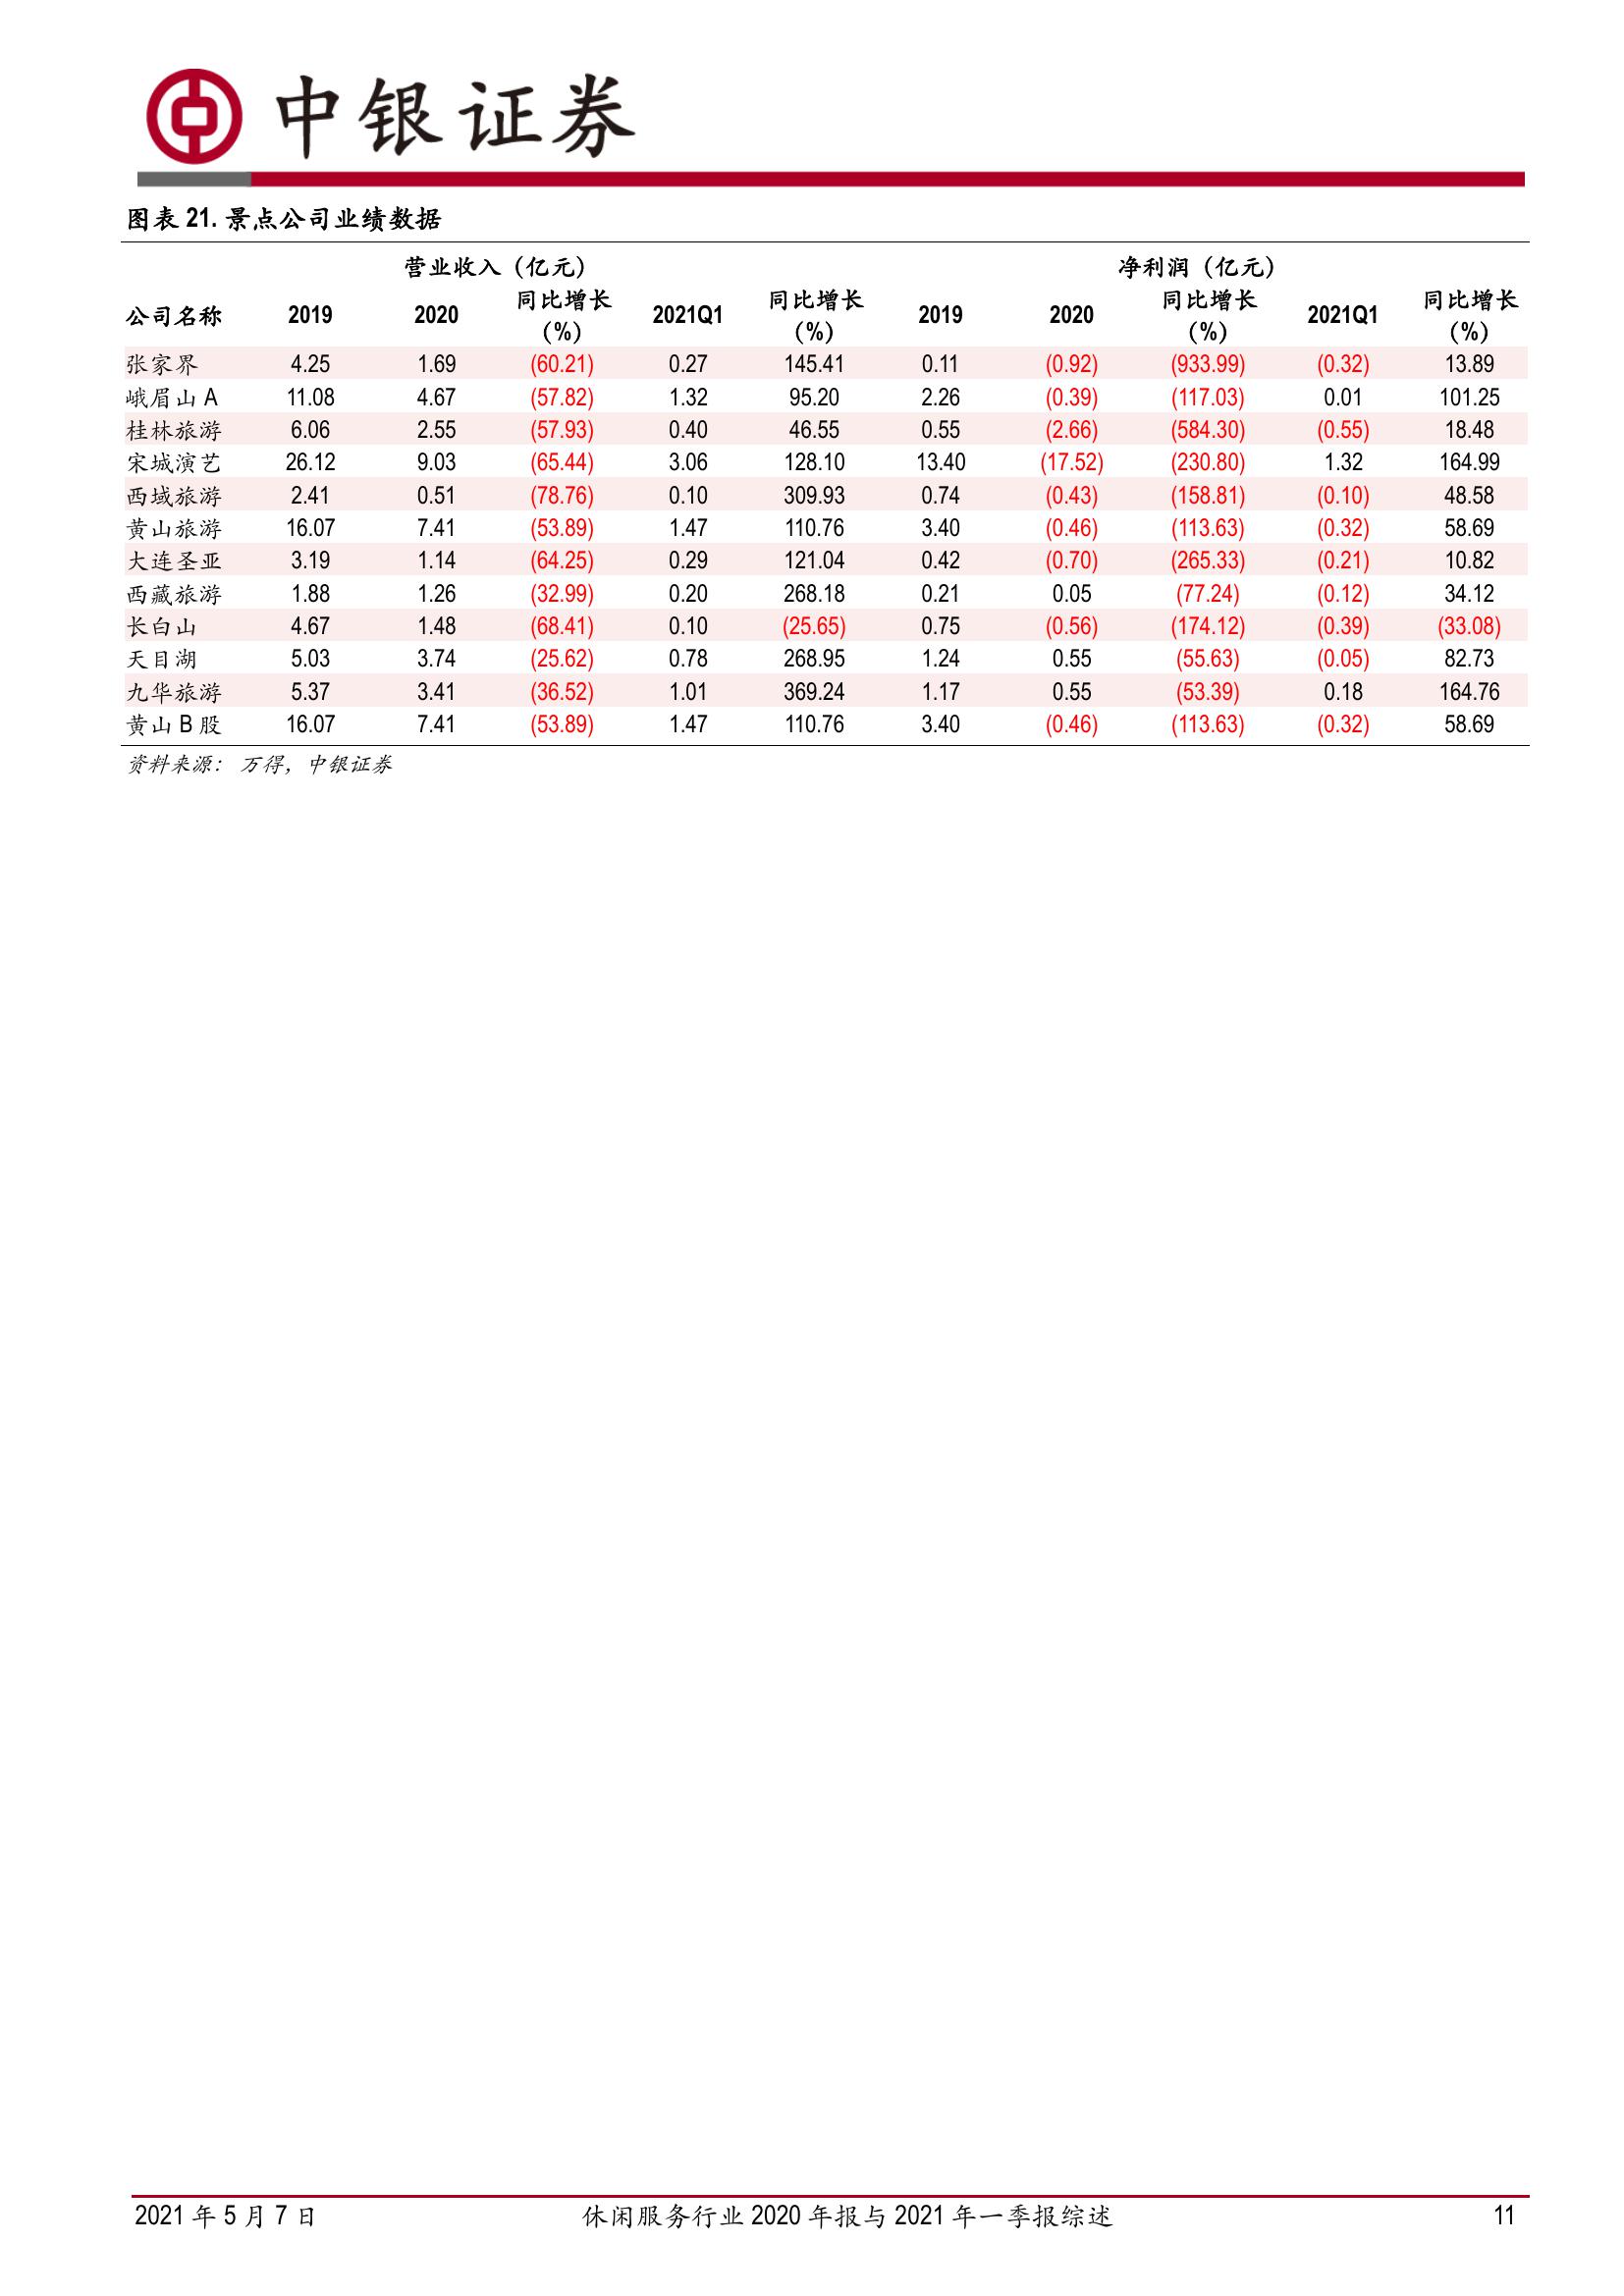 中银证券
图表 21. 景点公司业绩数据
营业收入（亿元） 净利润（亿元）
公司名称 2019 2020 同比增长(%) 2021Q1 同比增长(%) 2019 2020 同比增长(%) 2021Q1 同比增长(%)
张家界 4.25 1.69 (60.21) 0.27 145.41 0.11 (0.92) (933.99) (0.32) 13.89
峨眉山 A 11.08 4.67 (57.82) 1.32 95.20 2.26 (0.39) (117.03) 0.01 101.25
桂林旅游 6.06 2.55 (57.93) 0.40 46.55 0.55 (2.66) (584.30) (0.55) 18.48
宋城演艺 26.12 9.03 (65.44) 3.06 128.10 13.40 (17.52) (230.80) 1.32 164.99
西域旅游 2.41 0.51 (78.76) 0.10 309.93 0.74 (0.43) (158.81) (0.10) 48.58
黄山旅游 16.07 7.41 (53.89) 1.47 110.76 3.40 (0.46) (113.63) (0.32) 58.69
大连圣亚 3.19 1.14 (64.25) 0.29 121.04 0.42 (0.70) (265.33) (0.21) 10.82
西藏旅游 1.88 1.26 (32.99) 0.20 268.18 0.21 0.05 (77.24) (0.12) 34.12
长白山 4.67 1.48 (68.41) 0.10 (25.65) 0.75 (0.56) (174.12) (0.39) (33.08)
天目湖 5.03 3.74 (25.62) 0.78 268.95 1.24 0.55 (55.63) (0.05) 82.73
九华旅游 5.37 3.41 (36.52) 1.01 369.24 1.17 0.55 (53.39) 0.18 164.76
黄山 B 股 16.07 7.41 (53.89) 1.47 110.76 3.40 (0.46) (113.63) (0.32) 58.69
资料来源： 万得，中银证券
2021 年 5 月 7 日 休闲服务行业 2020 年报与 2021 年一季报综述 11